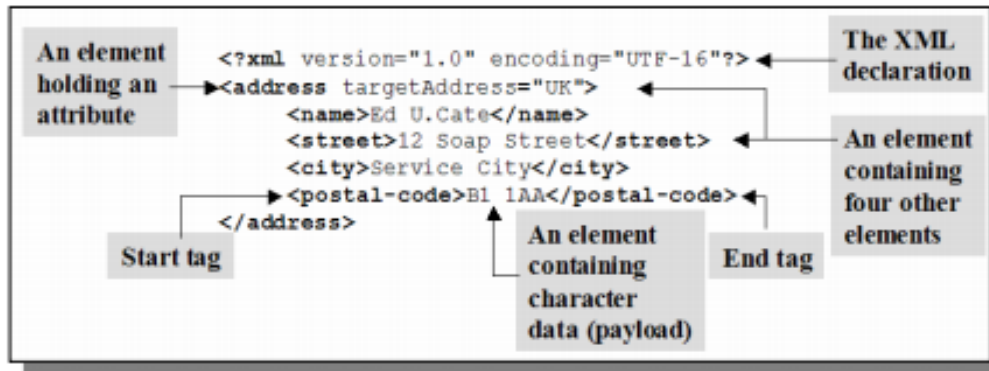 An element
holding an
attribute
<?xml version="1.0" encoding="UTF-16"?>
<address targetAddress="UK">
<name>Ed U.Cate</name>
<street>12 Soap Street</street>
<city>Service City</city>
<postal-code>B1 1AA</postal-code>
</address>
The XML
declaration
An element
containing
four other
elements
Start tag
An element
containing
character
data (payload)
End tag